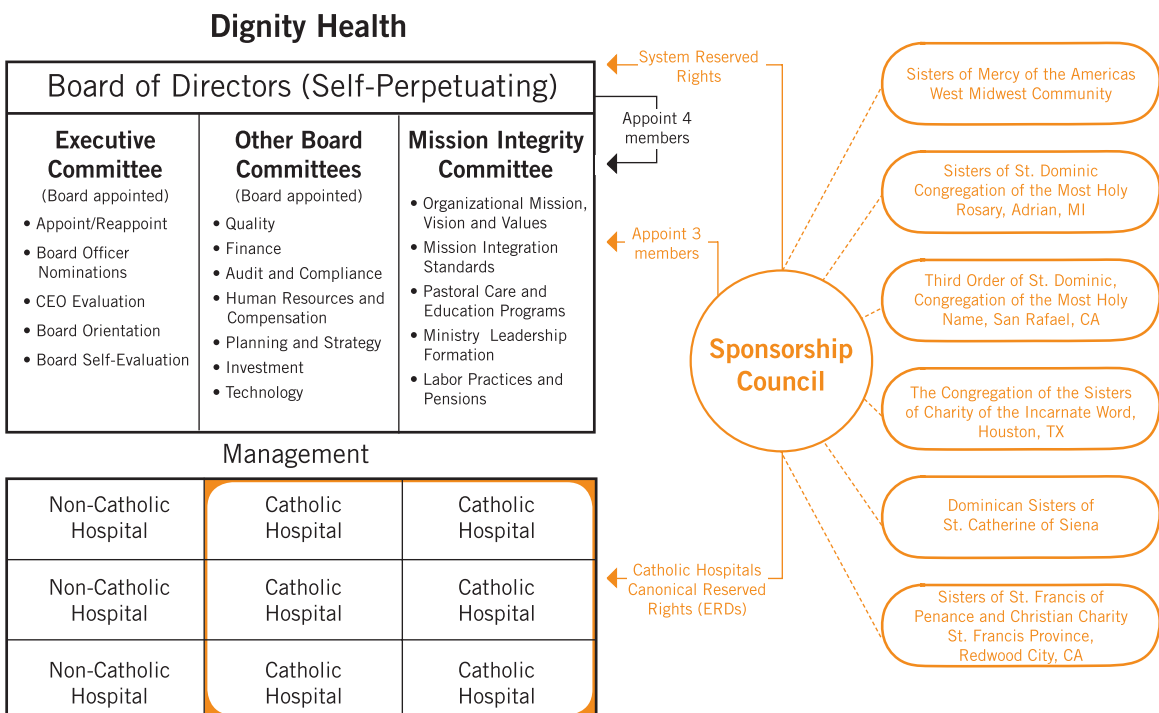 Dignity Health
Board of Directors (Self-Perpetuating)
Executive
Committee
(Board appointed)
• Appoint/Reappoint
• Board Officer
Nominations
• CEO Evaluation
• Board Orientation
• Board Self-Evaluation
Other Board
Committees
(Board appointed)
• Quality
• Finance
• Audit and Compliance
• Human Resources and
Compensation
• Planning and Strategy
• Investment
• Technology
Mission Integrity
Committee
• Organizational Mission,
Vision and Values
• Mission Integration
Standards
• Pastoral Care and
Education Programs
• Ministry Leadership
Formation
• Labor Practices and
Pensions
System Reserved
Rights
Appoint 4
members
Appoint 3
members
Sponsorship
Council
Catholic Hospitals
Canonical Reserved
Rights (ERDs)
Sisters of Mercy of the Americas
West Midwest Community
Sisters of St. Dominic
Congregation of the Most Holy
Rosary, Adrian, MI
Third Order of St. Dominic,
Congregation of the Most Holy
Name, San Rafael, CA
The Congregation of the Sisters
of Charity of the Incarnate Word,
Houston, TX
Dominican Sisters of
St. Catherine of Siena
Sisters of St. Francis of
Penance and Christian Charity
St. Francis Province,
Redwood City, CA
Management
Non-Catholic
Hospital
Catholic
Hospital
Catholic
Hospital
Non-Catholic
Hospital
Catholic
Hospital
Catholic
Hospital
Non-Catholic
Hospital
Catholic
Hospital
Catholic
Hospital